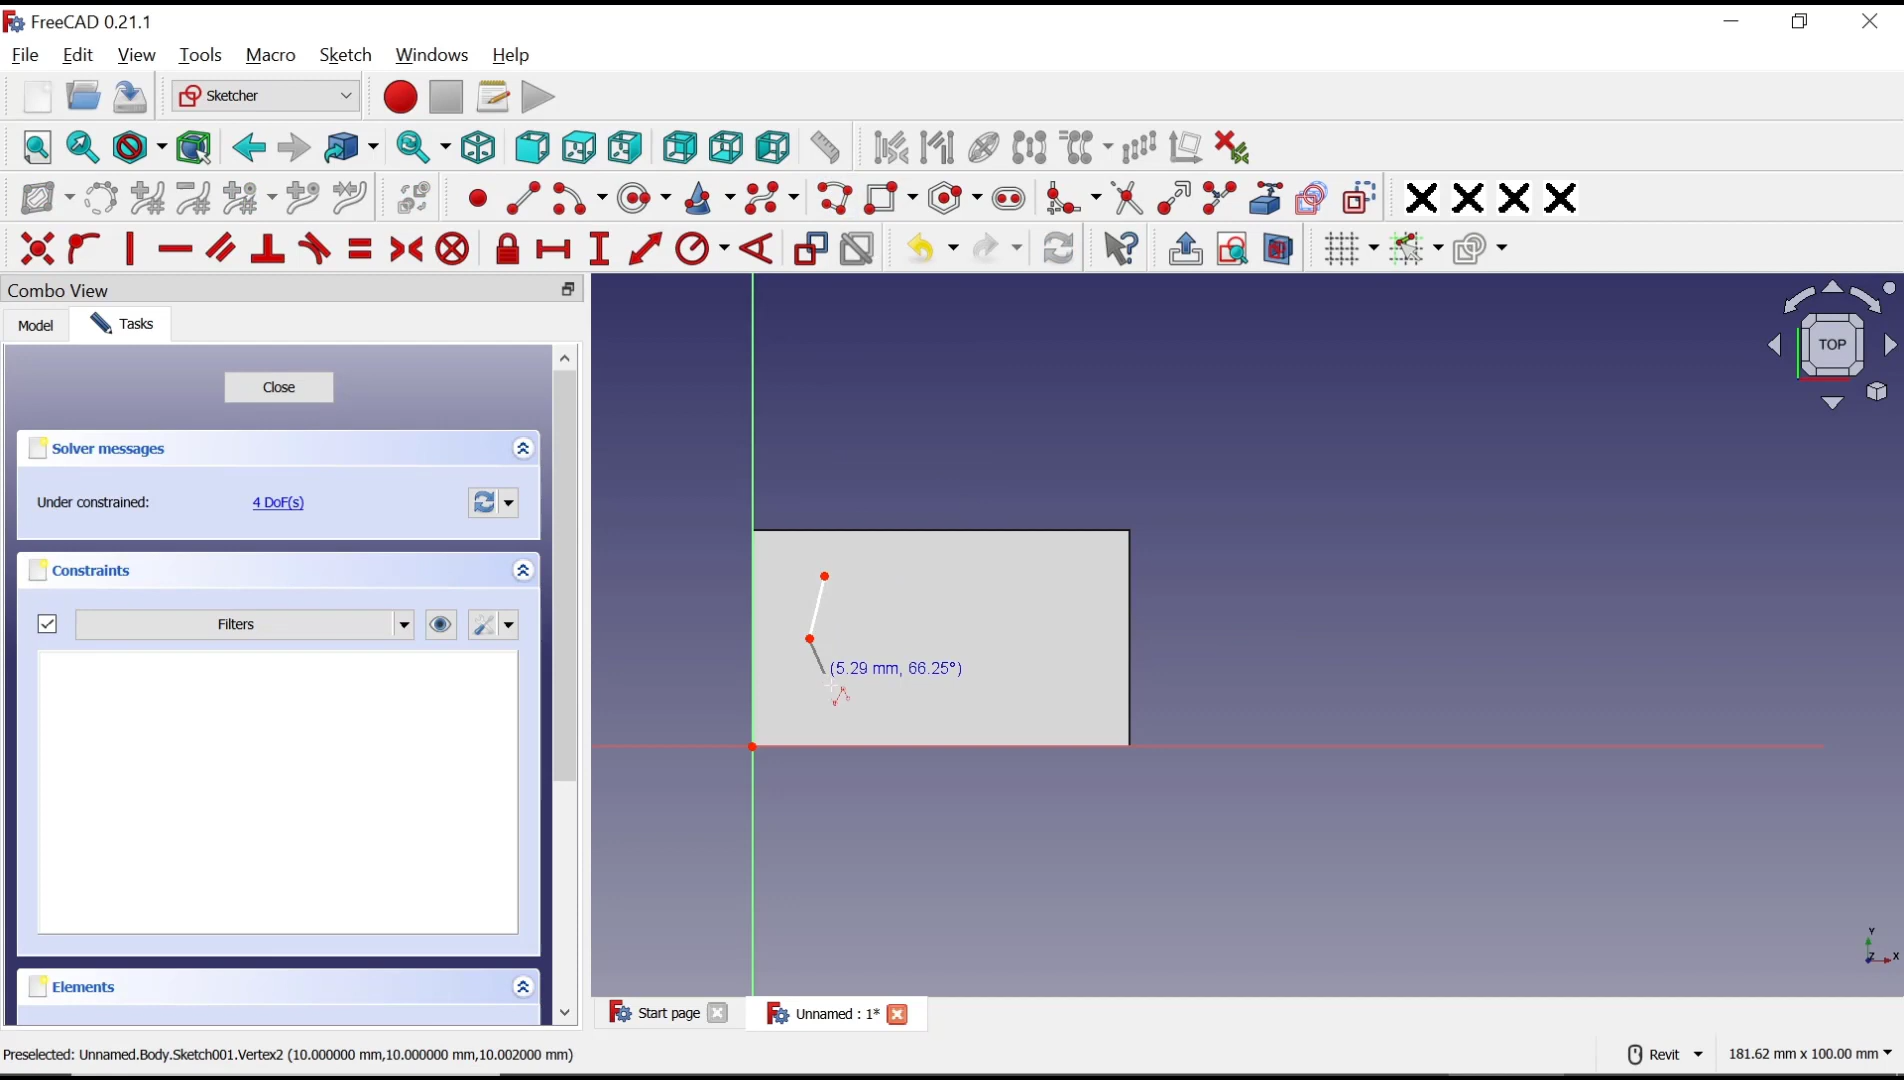 FreeCAD 0.21.1
File Edit View Tools Macro Sketch Windows Help
Sketcher
Combo View
Model Tasks
Close
Solver messages
Under constrained: 4 DoF(s)
Constraints
Filters
Elements
(5.29 mm, 66.25°)
TOP
Y
Z X
Start page Unnamed : 1*
Preselected: Unnamed.Body.Sketch001.Vertex2 (10.000000 mm,10.000000 mm,10.002000 mm)
Revit 181.62 mm x 100.00 mm